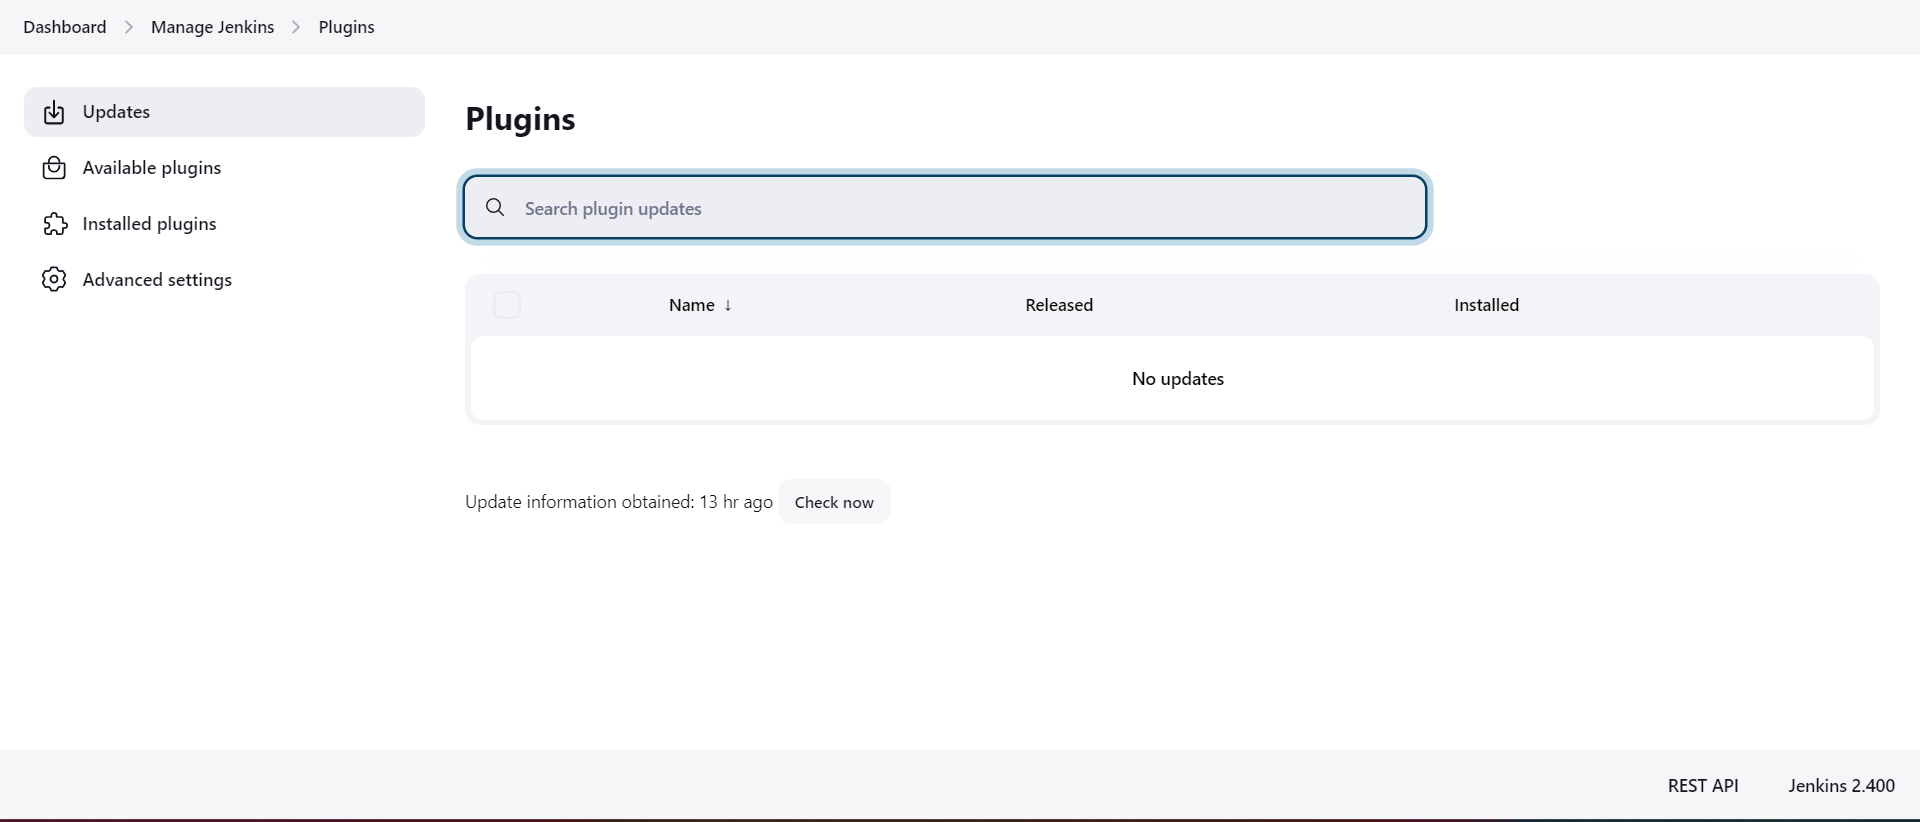 Dashboard Manage Jenkins Plugins
Updates
Available plugins
Installed plugins
Advanced settings
Plugins
Search plugin updates
Name ↓ Released Installed
No updates
Update information obtained: 13 hr ago Check now
REST API Jenkins 2.400